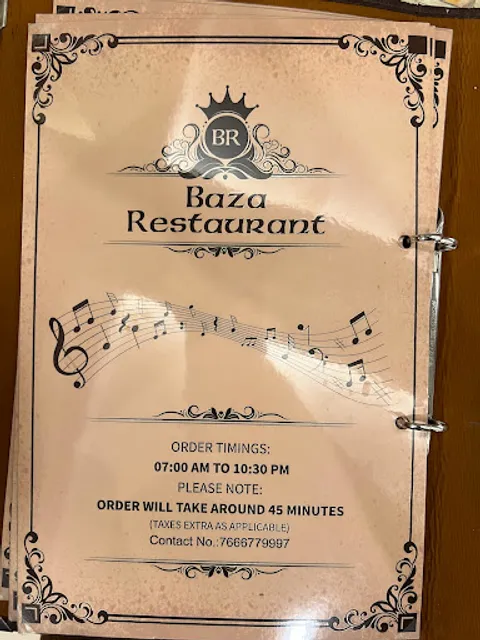 BR
Baza
Restaurant
ORDER TIMINGS:
07:00 AM TO 10:30 PM
PLEASE NOTE:
ORDER WILL TAKE AROUND 45 MINUTES
(TAXES EXTRA AS APPLICABLE)
Contact No.:7666779997